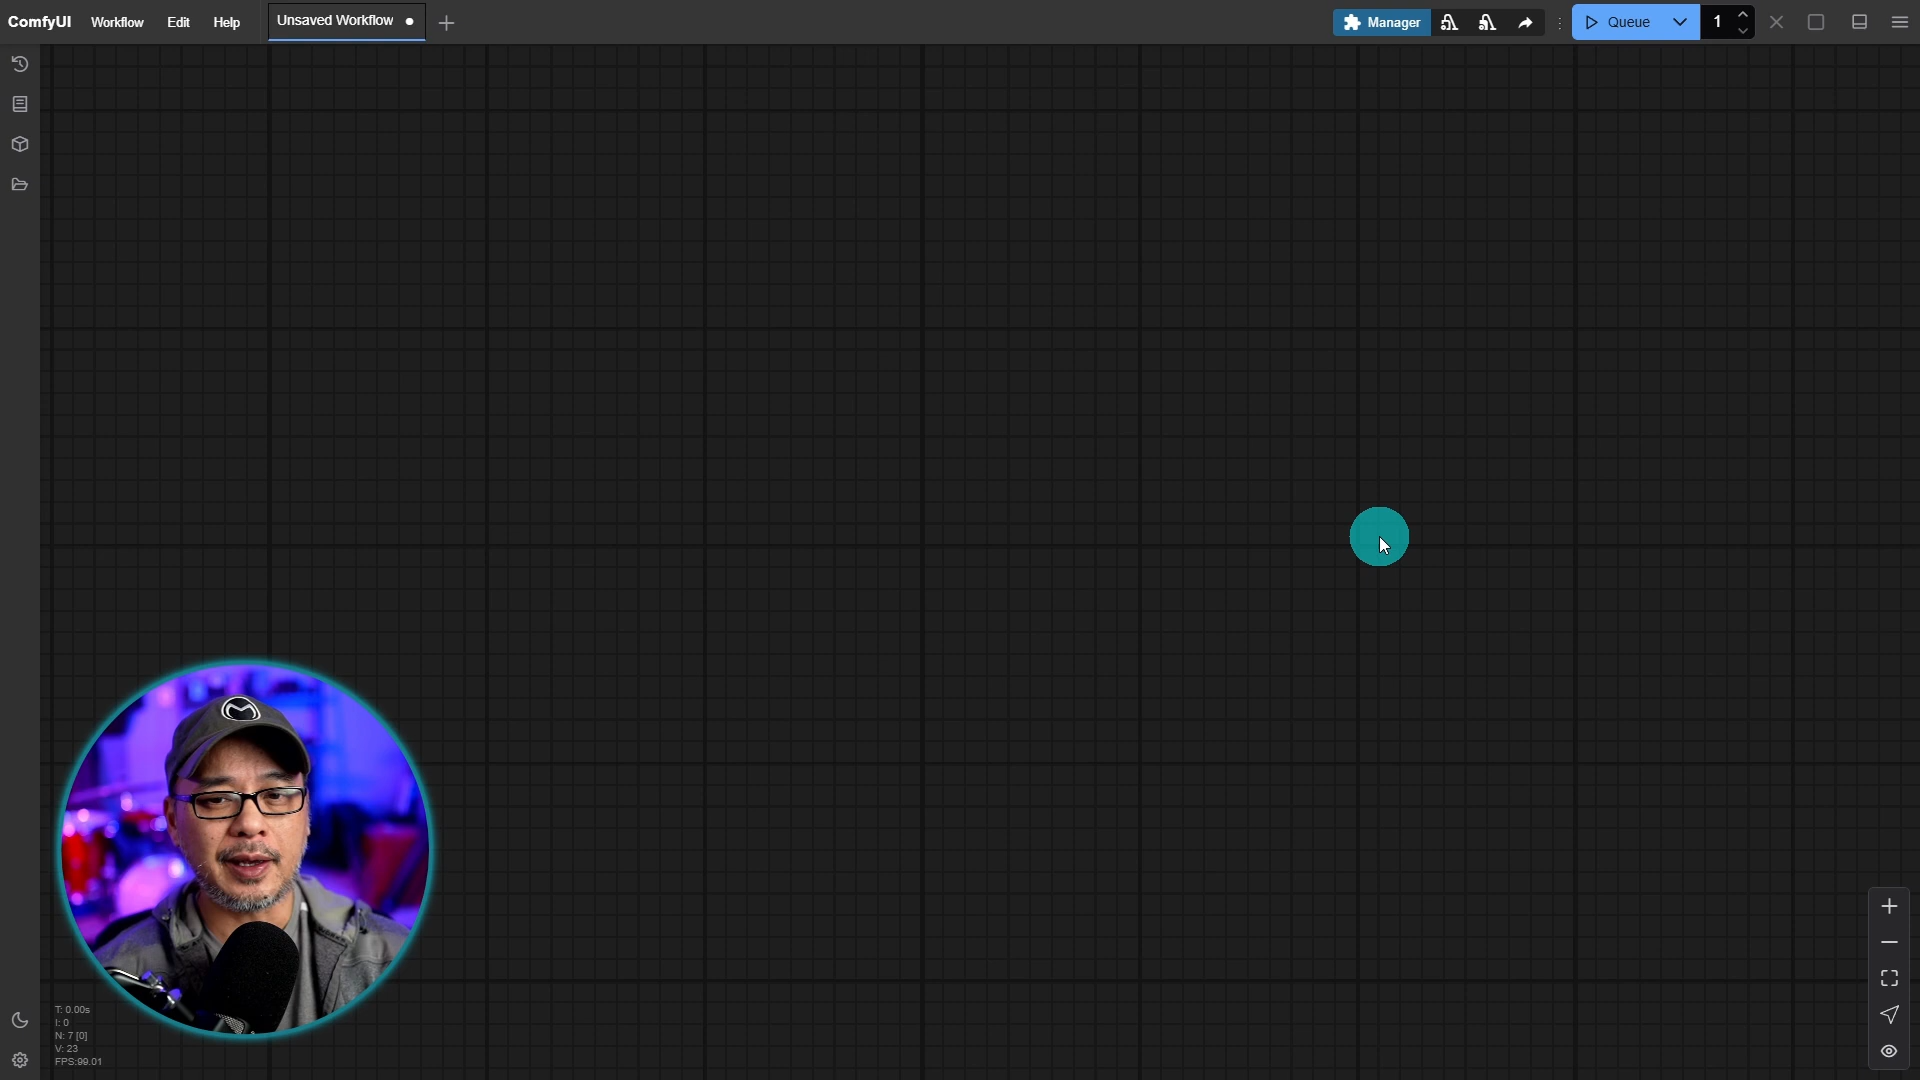 ComfyUI
Workflow
Edit
Help
Unsaved Workflow
Manager
Queue
1
T: 0.00s
I: 0
N: 7 [0]
V: 23
FPS:99.01